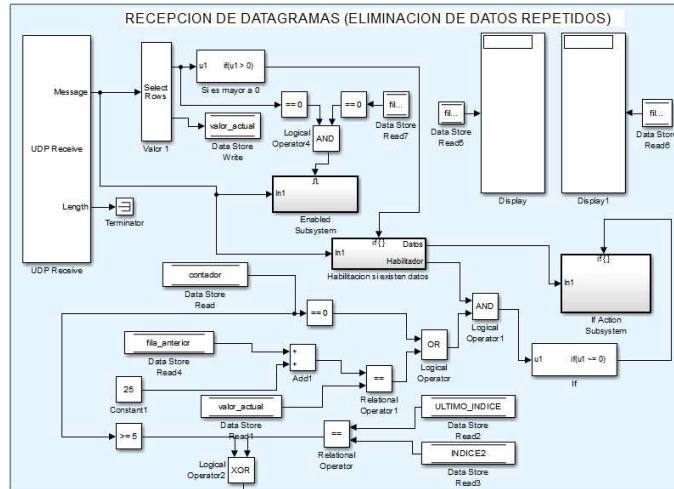 RECEPCION DE DATAGRAMAS (ELIMINACION DE DATOS REPETIDOS)
Message
UDP Receive
Length
UDP Receive
Terminator
Select
Rows
Valor 1
u1 if(u1 > 0)
Si es mayor a 0
valor_actual
Data Store
Write
== 0
Logical
Operator4
AND
== 0
fil...
Data Store
Read7
In1
Enabled
Subsystem
fil...
Data Store
Read5
Display
Display1
fil...
Data Store
Read6
if { }
In1
Datos
Habilitador
Habilitacion si existen datos
if { }
In1
If Action
Subsystem
contador
Data Store
Read
== 0
AND
Logical
Operator1
OR
Logical
Operator
u1 if(u1 ~= 0)
If
fila_anterior
Data Store
Read4
+
+
Add1
25
Constant1
==
Relational
Operator1
valor_actual
Data Store
Read1
>= 5
Logical
Operator2
XOR
==
Relational
Operator
ULTIMO_INDICE
Data Store
Read2
INDICE2
Data Store
Read3